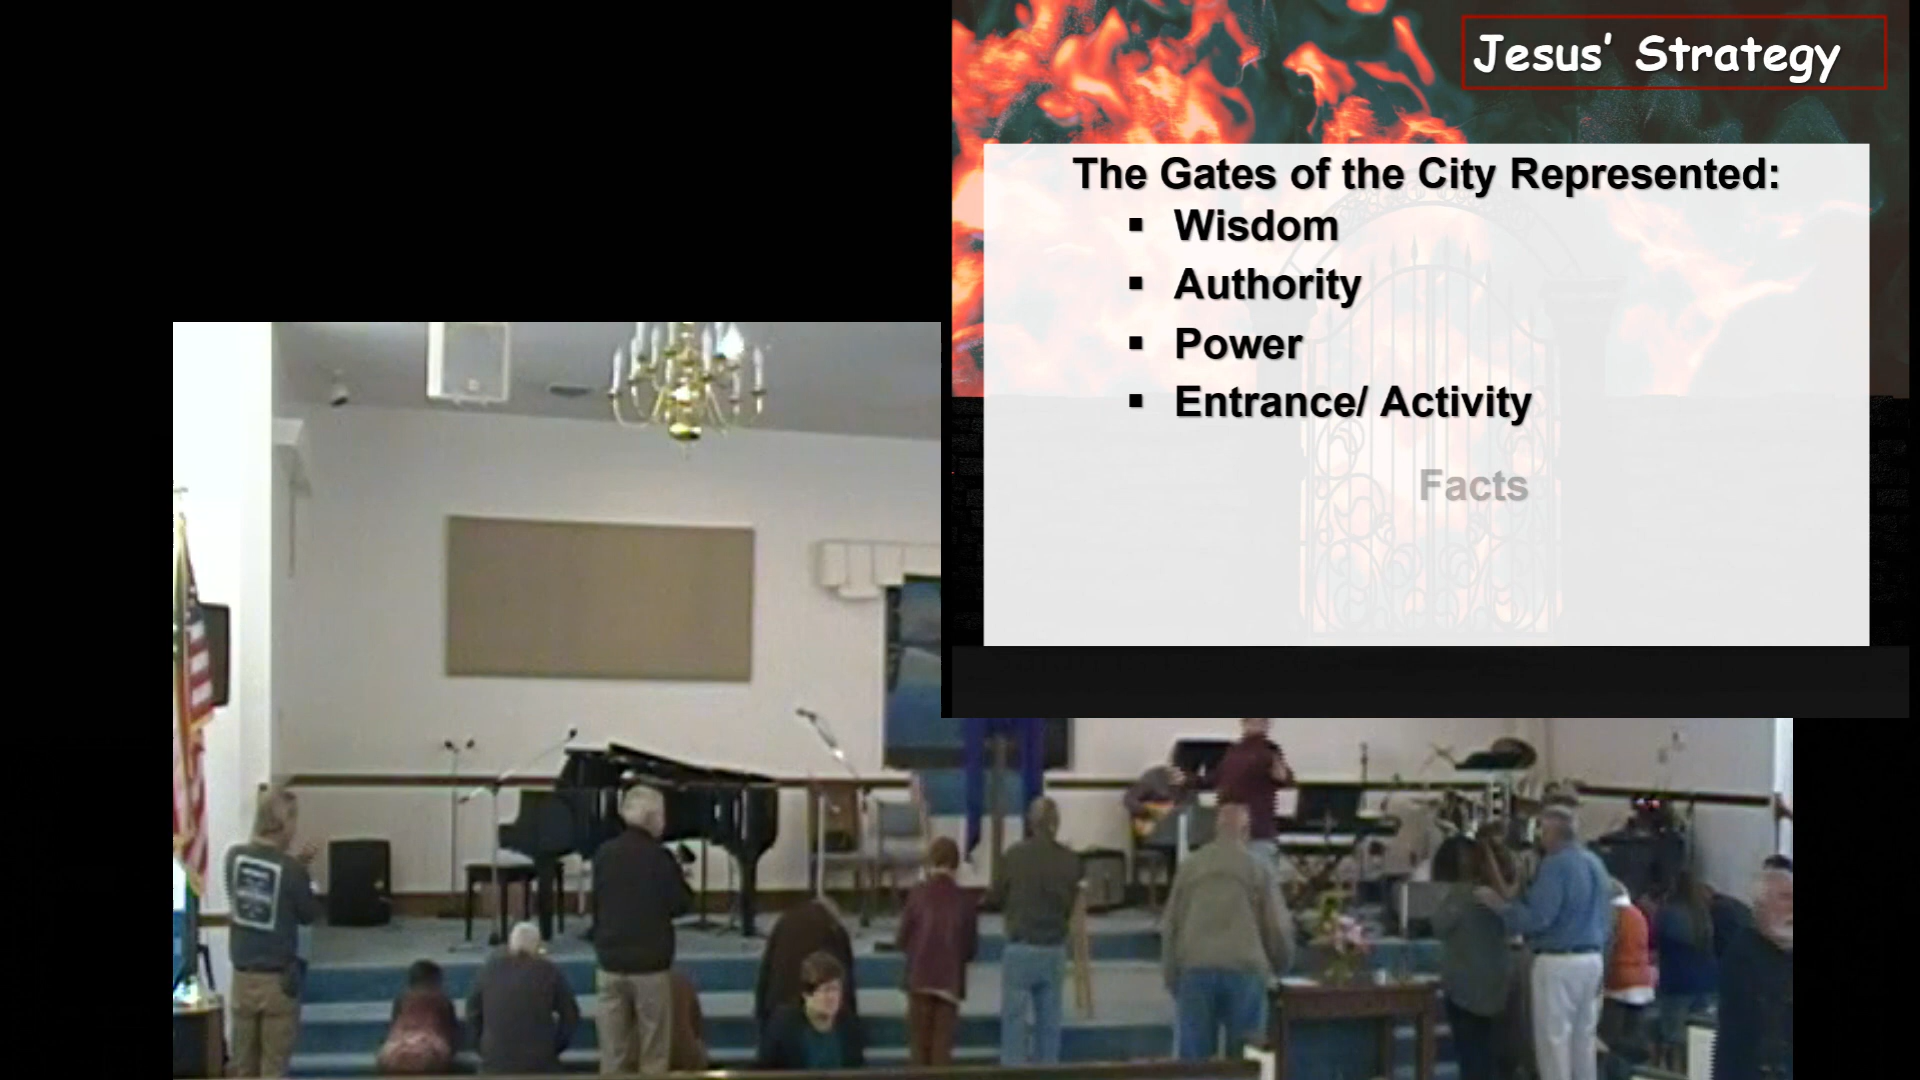 Jesus’ Strategy
The Gates of the City Represented:
▪ Wisdom
▪ Authority
▪ Power
▪ Entrance/ Activity
Facts